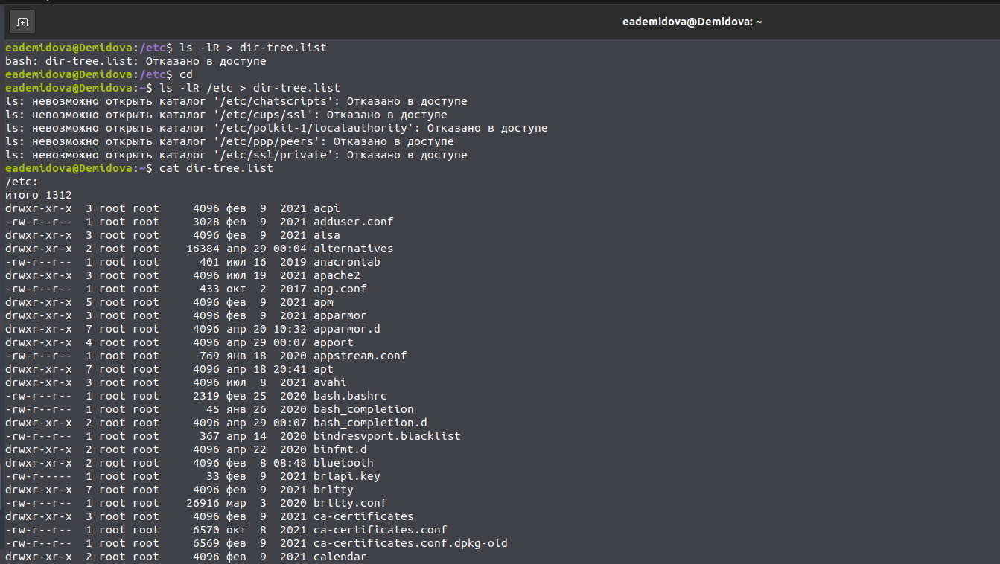 eademidova@Demidova: ~
eademidova@Demidova:/etc$ ls -lR > dir-tree.list
bash: dir-tree.list: Отказано в доступе
eademidova@Demidova:/etc$ cd
eademidova@Demidova:~$ ls -lR /etc > dir-tree.list
ls: невозможно открыть каталог '/etc/chatscripts': Отказано в доступе
ls: невозможно открыть каталог '/etc/cups/ssl': Отказано в доступе
ls: невозможно открыть каталог '/etc/polkit-1/localauthority': Отказано в доступе
ls: невозможно открыть каталог '/etc/ppp/peers': Отказано в доступе
ls: невозможно открыть каталог '/etc/ssl/private': Отказано в доступе
eademidova@Demidova:~$ cat dir-tree.list
/etc:
итого 1312
drwxr-xr-x  3 root root     4096 фев  9  2021 acpi
-rw-r--r--  1 root root     3028 фев  9  2021 adduser.conf
drwxr-xr-x  3 root root     4096 фев  9  2021 alsa
drwxr-xr-x  2 root root    16384 апр 29 00:04 alternatives
-rw-r--r--  1 root root      401 июл 16  2019 anacrontab
drwxr-xr-x  3 root root     4096 июл 19  2021 apache2
-rw-r--r--  1 root root      433 окт  2  2017 apg.conf
drwxr-xr-x  5 root root     4096 фев  9  2021 apm
drwxr-xr-x  3 root root     4096 фев  9  2021 apparmor
drwxr-xr-x  7 root root     4096 апр 20 10:32 apparmor.d
drwxr-xr-x  4 root root     4096 апр 29 00:07 apport
-rw-r--r--  1 root root      769 янв 18  2020 appstream.conf
drwxr-xr-x  7 root root     4096 апр 18 20:41 apt
drwxr-xr-x  3 root root     4096 июл  8  2021 avahi
-rw-r--r--  1 root root     2319 фев 25  2020 bash.bashrc
-rw-r--r--  1 root root       45 янв 26  2020 bash_completion
drwxr-xr-x  2 root root     4096 апр 29 00:07 bash_completion.d
-rw-r--r--  1 root root      367 апр 14  2020 bindresvport.blacklist
drwxr-xr-x  2 root root     4096 апр 22  2020 binfmt.d
drwxr-xr-x  2 root root     4096 фев  8 08:48 bluetooth
-rw-r-----  1 root root       33 фев  9  2021 brlapi.key
drwxr-xr-x  7 root root     4096 фев  9  2021 brltty
-rw-r--r--  1 root root    26916 мар  3  2020 brltty.conf
drwxr-xr-x  3 root root     4096 фев  9  2021 ca-certificates
-rw-r--r--  1 root root     6570 окт  8  2021 ca-certificates.conf
-rw-r--r--  1 root root     6569 фев  9  2021 ca-certificates.conf.dpkg-old
drwxr-xr-x  2 root root     4096 фев  9  2021 calendar